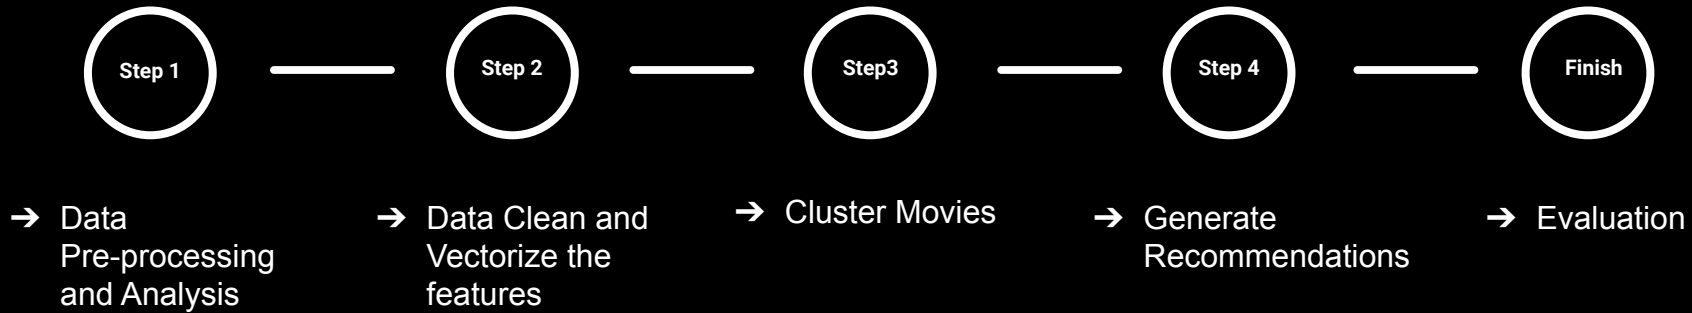 Step 1
Step 2
Step3
Step 4
Finish
➔ Data
Pre-processing
and Analysis
➔ Data Clean and
Vectorize the
features
➔ Cluster Movies
➔ Generate
Recommendations
➔ Evaluation